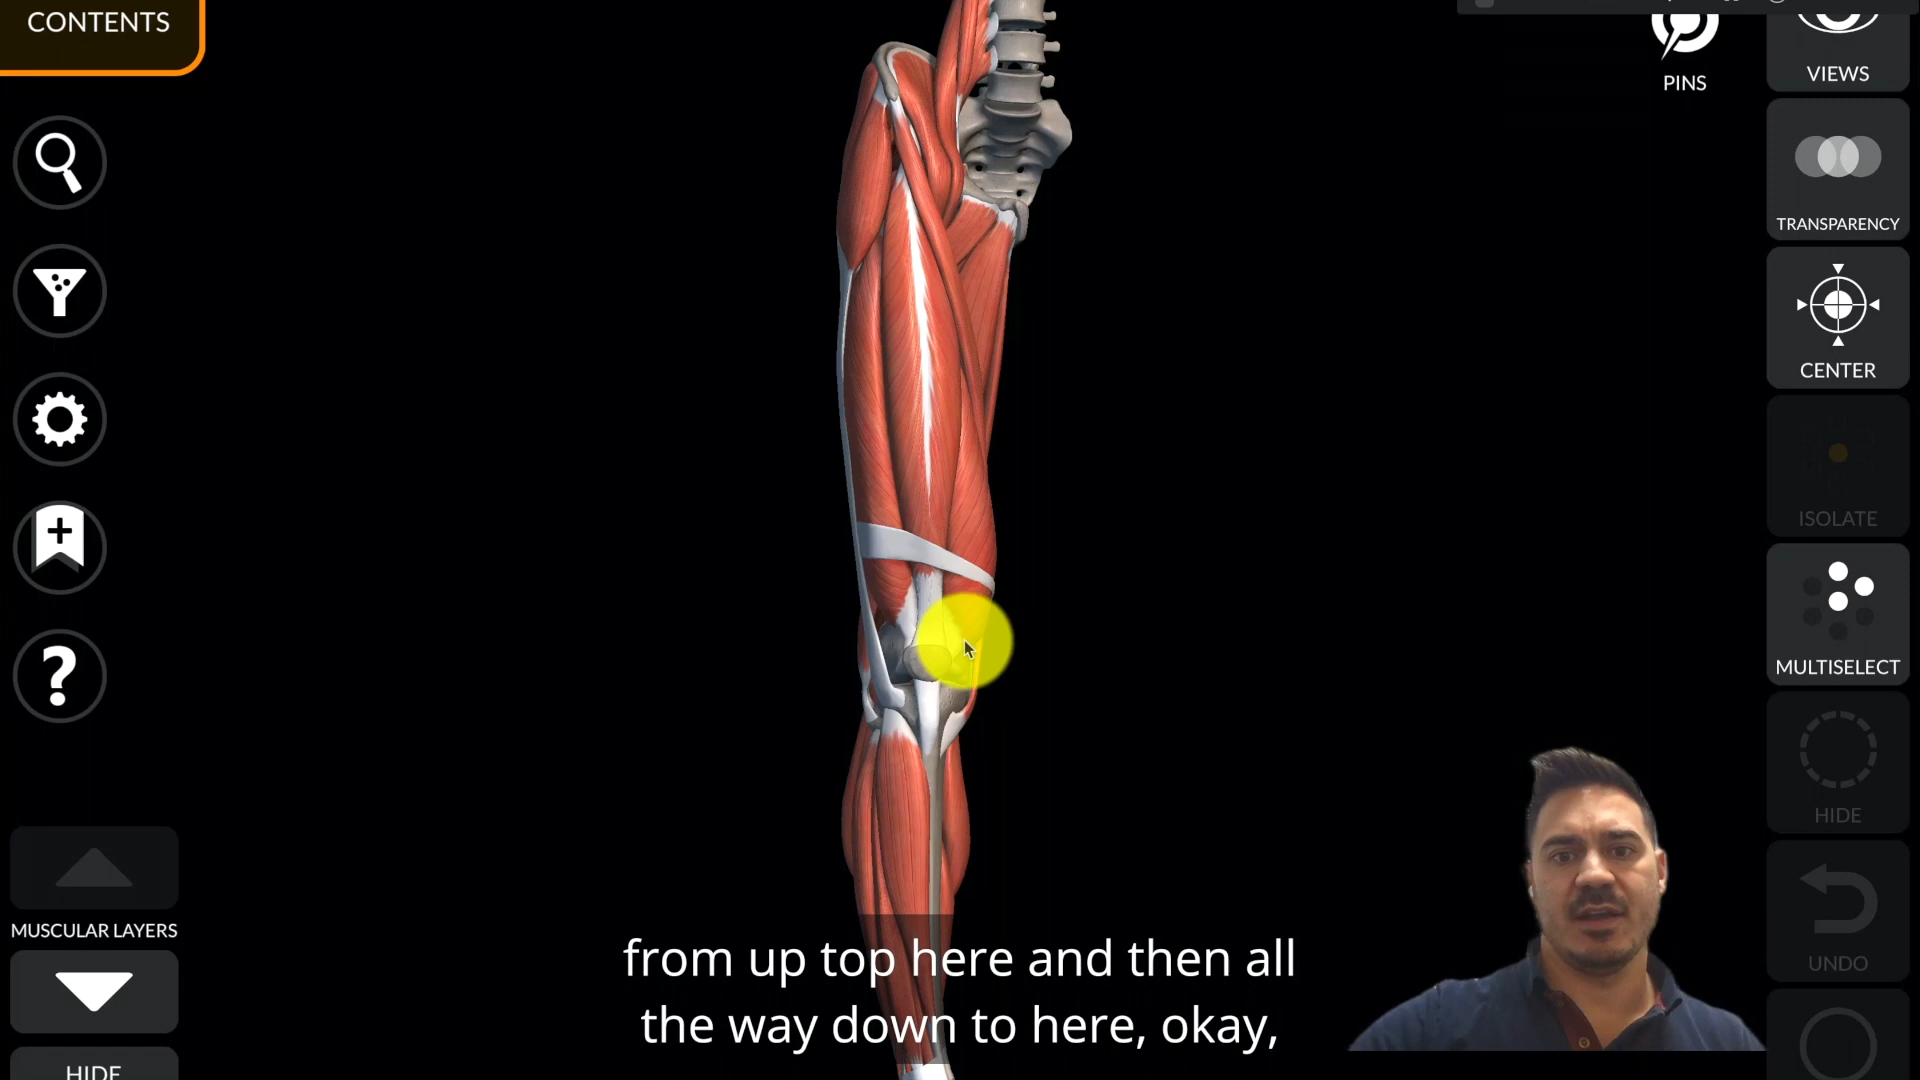 CONTENTS
PINS
VIEWS
TRANSPARENCY
CENTER
ISOLATE
MULTISELECT
HIDE
UNDO
MUSCULAR LAYERS
HIDE
from up top here and then all
the way down to here, okay,